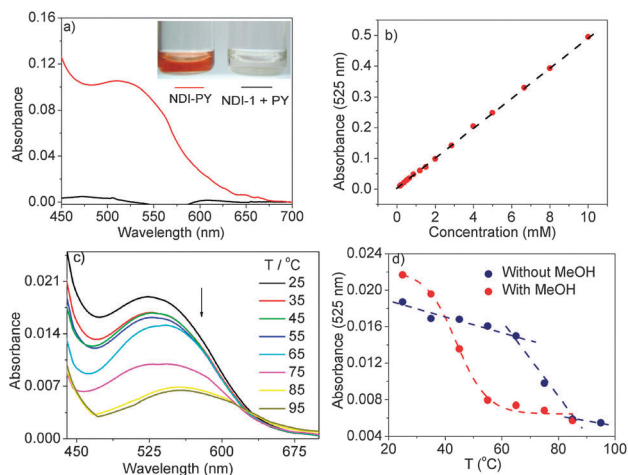 a)
0.16
0.12
0.08
0.04
0.00
Absorbance
NDI-PY
NDI-1 + PY
450 500 550 600 650 700
Wavelength (nm)
b)
0.5
0.4
0.3
0.2
0.1
0.0
Absorbance (525 nm)
0 2 4 6 8 10
Concentration (mM)
c)
0.021
0.014
0.007
0.000
Absorbance
T / °C
25
35
45
55
65
75
85
95
450 525 600 675
Wavelength (nm)
d)
0.024
0.020
0.016
0.012
0.008
0.004
Absorbance (525 nm)
Without MeOH
With MeOH
20 40 60 80 100
T (°C)